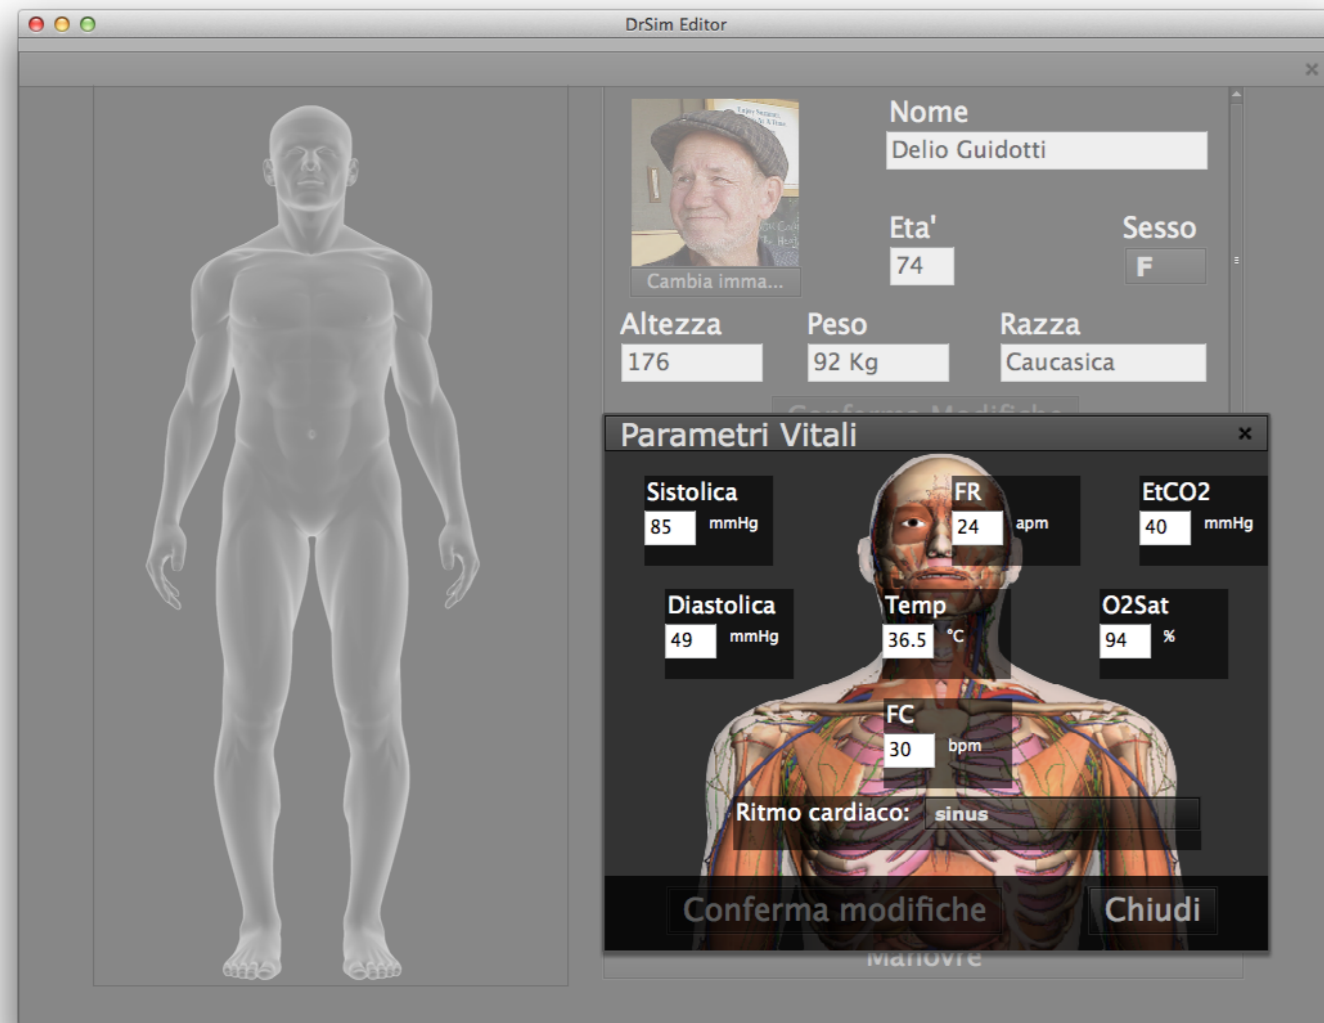 DrSim Editor
Nome
Delio Guidotti
Eta'
Sesso
74
F
Cambia imma...
Altezza
Peso
Razza
176
92 Kg
Caucasica
Conferma Modifiche
Parametri Vitali
Sistolica
FR
EtCO2
85 mmHg
24 apm
40 mmHg
Diastolica
Temp
O2Sat
49 mmHg
36.5 °C
94 %
FC
30 bpm
Ritmo cardiaco: sinus
Conferma modifiche
Chiudi
Manovre